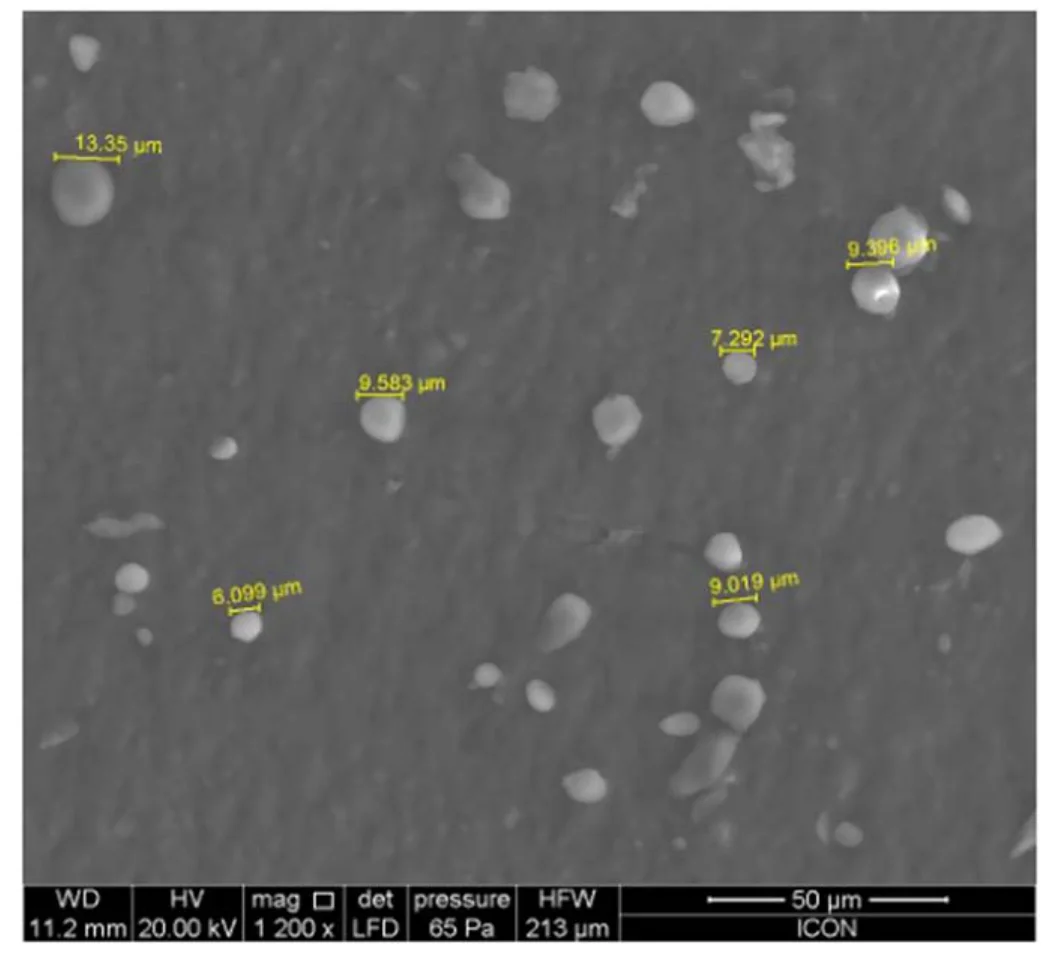 13.35 µm
9.396 µm
7.292 µm
9.583 µm
6.099 µm
9.019 µm
WD HV mag det pressure HFW 50 µm
11.2 mm 20.00 kV 1 200 x LFD 65 Pa 213 µm ICON